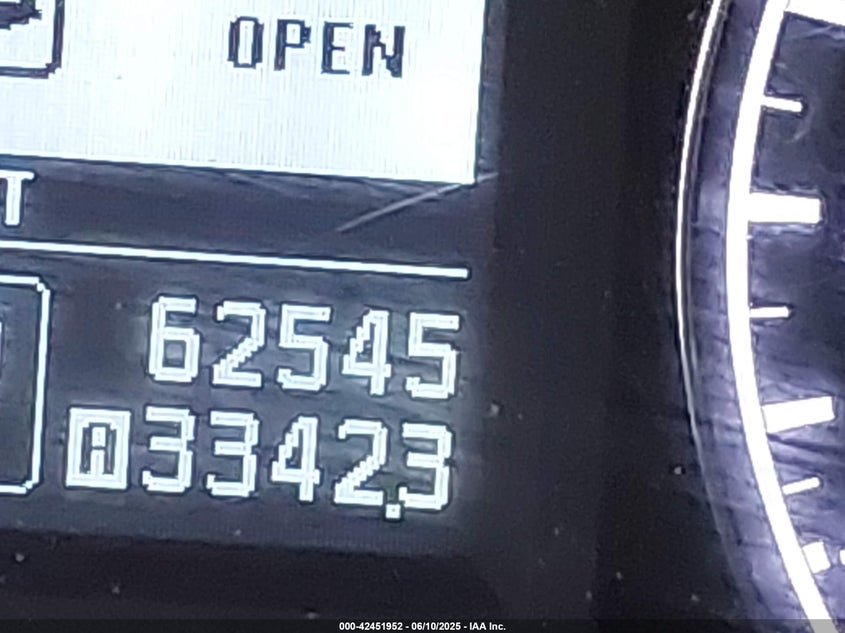 OPEN
T
62545
A 3342.3
000-42451952 - 06/10/2025 - IAA Inc.